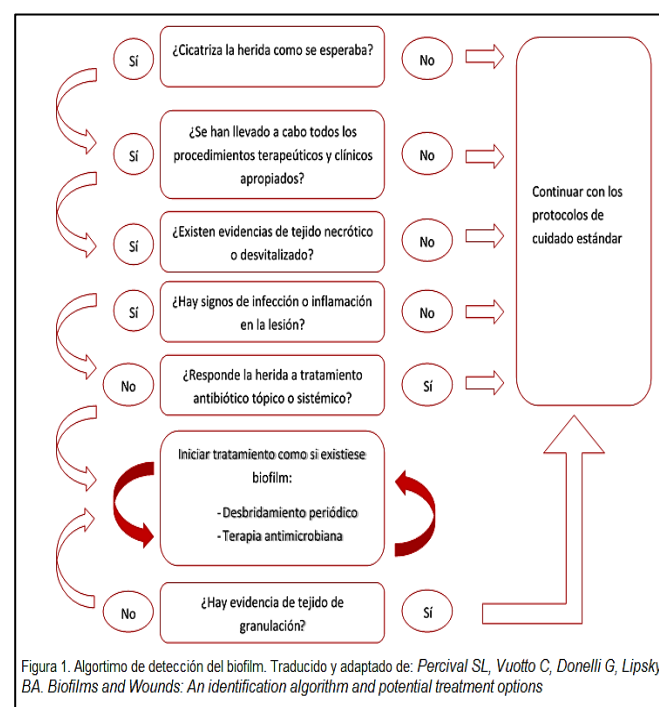 Sí
¿Cicatriza la herida como se esperaba?
No
Sí
¿Se han llevado a cabo todos los
procedimientos terapeúticos y clínicos
apropiados?
No
Sí
¿Existen evidencias de tejido necrótico
o desvitalizado?
No
Sí
¿Hay signos de infección o inflamación
en la lesión?
No
No
¿Responde la herida a tratamiento
antibiótico tópico o sistémico?
Sí
Continuar con los
protocolos de
cuidado estándar
Iniciar tratamiento como si existiese
biofilm:
- Desbridamiento periódico
- Terapia antimicrobiana
No
¿Hay evidencia de tejido de
granulación?
Sí
Figura 1. Algortimo de detección del biofilm. Traducido y adaptado de: Percival SL, Vuotto C, Donelli G, Lipsky
BA. Biofilms and Wounds: An identification algorithm and potential treatment options